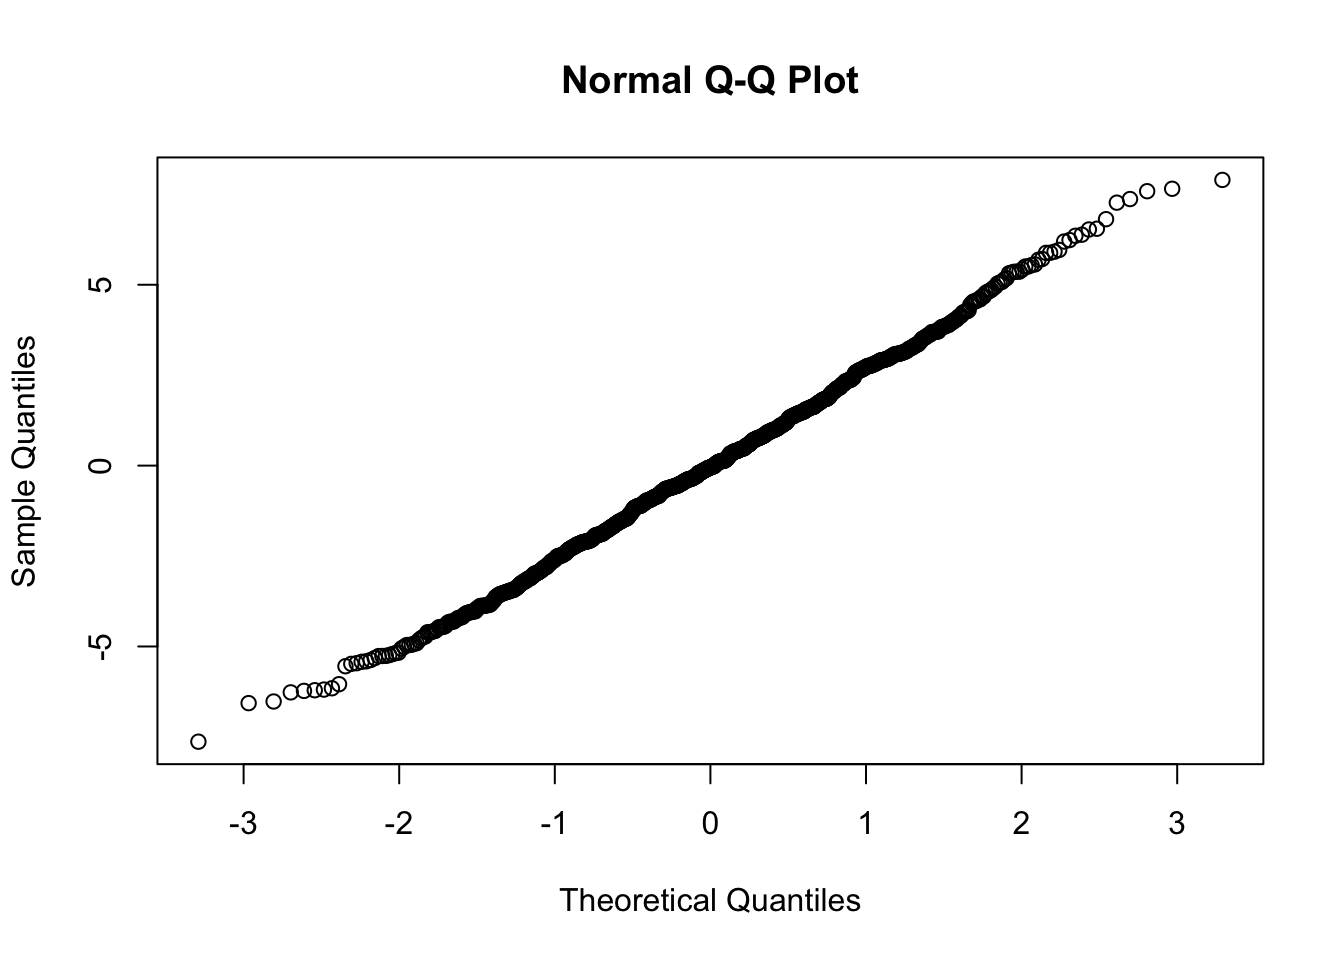 Normal Q-Q Plot
Sample Quantiles
5
0
-5
-3 -2 -1 0 1 2 3
Theoretical Quantiles